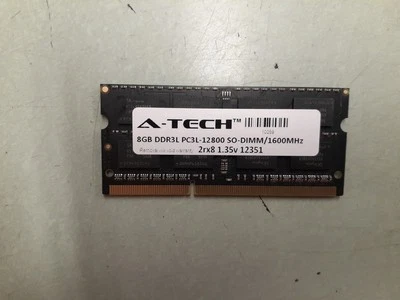 A-TECH™
8GB DDR3L PC3L-12800 SO-DIMM/1600MHz
2rx8 1.35v 12351